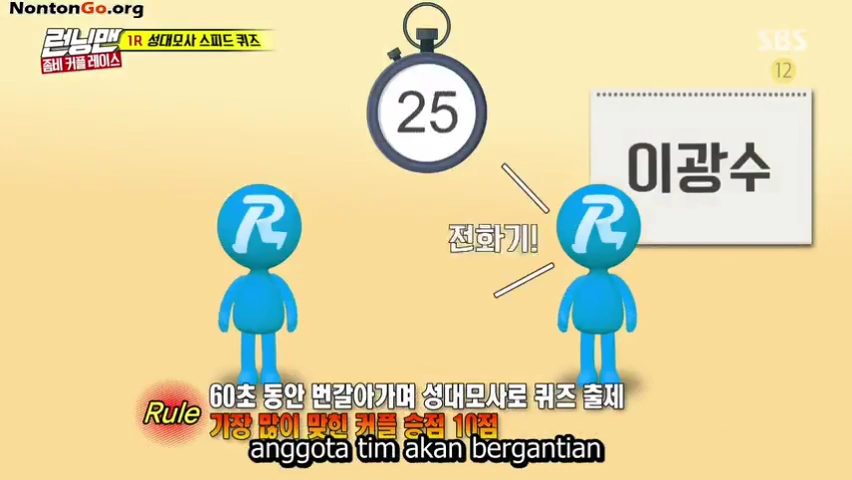 NontonGo.org
런닝맨
좀비 커플 레이스
1R 성대모사 스피드 퀴즈
SBS
12
25
이광수
전화기!
R
R
Rule
60초 동안 번갈아가며 성대모사로 퀴즈 출제
가장 많이 맞힌 커플 승점 10점
anggota tim akan bergantian